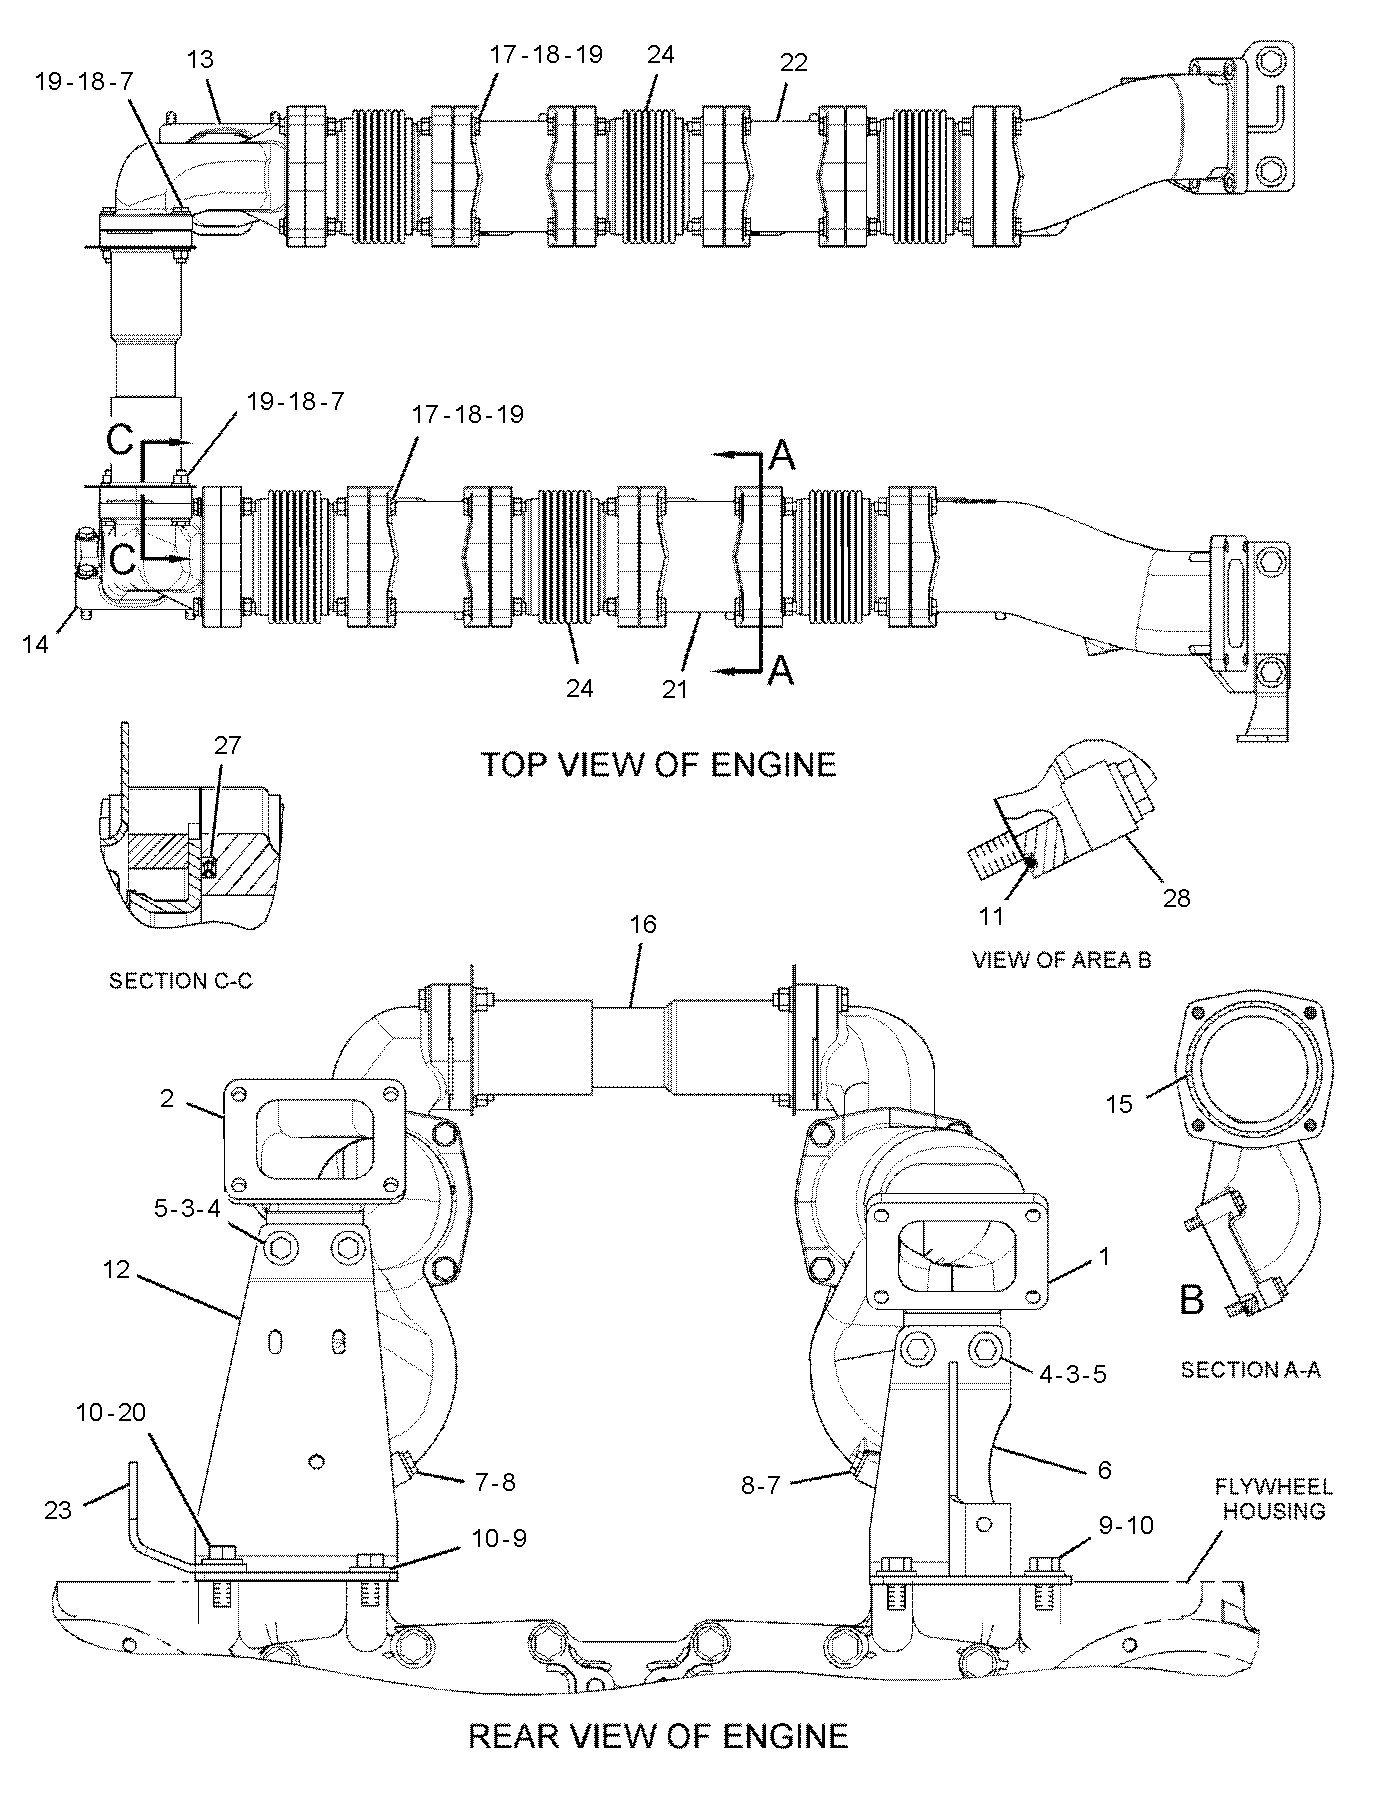 13
17-18-19
24
22
19-18-7
19-18-7
C
17-18-19
A
C
14
24
21
A
TOP VIEW OF ENGINE
27
28
11
SECTION C-C
VIEW OF AREA B
16
2
15
5-3-4
12
1
B
4-3-5
SECTION A-A
10-20
7-8
8-7
6
23
FLYWHEEL
HOUSING
10-9
9-10
REAR VIEW OF ENGINE